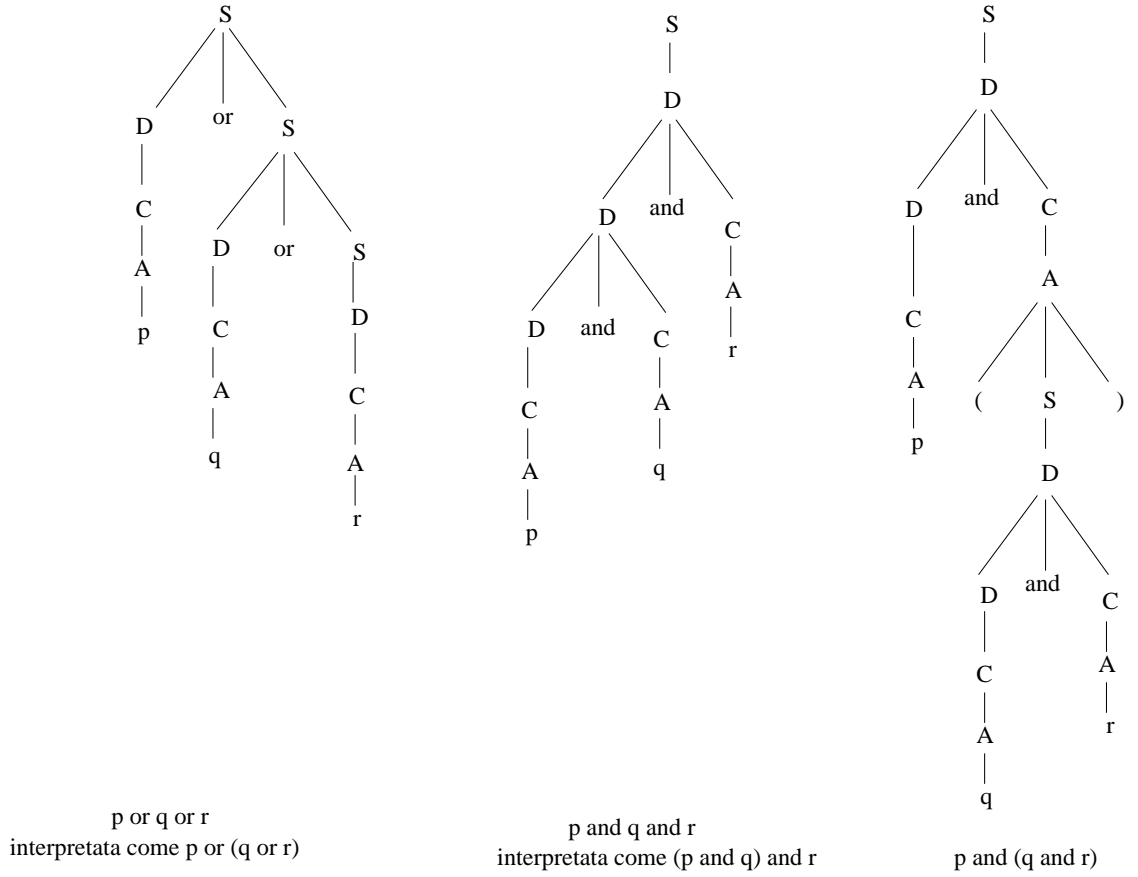 S
D or S
C
D or S
A
D
p C
A C
q A
r
p or q or r
interpretata come p or (q or r)
S
D
D and C
A
D and C
r
C A
A q
p
p and q and r
interpretata come (p and q) and r
S
D
D and C
A
C
A
( S )
p
D
D and C
C A
A r
q
p and (q and r)